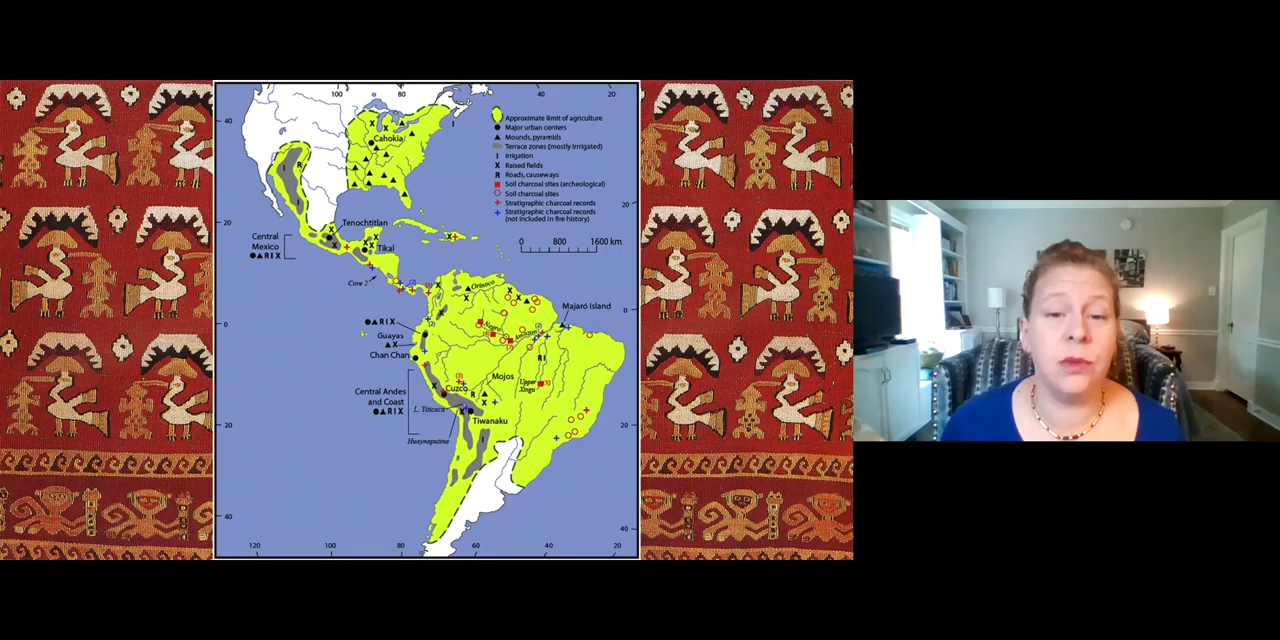 100
80
40
20
Approximate limit of agriculture
Major urban centers
Mounds, pyramids
Terrace zones (mostly irrigated)
I Irrigation
X Raised fields
R Roads, causeways
Soil charcoal sites (archeological)
Soil charcoal sites
Stratigraphic charcoal records
Stratigraphic charcoal records
(not included in fire history)
0 800 1600 km
40
Cahokia
I
I
R
I
20
20
Tenochtitlan
Central
Mexico
R I X
Tikal
Cave 2
Orinoco
0
0
Majaró Island
R I X
Guayas
X
Chan Chan
Negro
Amazon
R I
Mojos
Upper
Xingu
Cuzco
R
Central Andes
and Coast
R I X
L. Titicaca
Tiwanaku
Huaynaputina
I
20
20
40
40
120
100
80
60
40
20